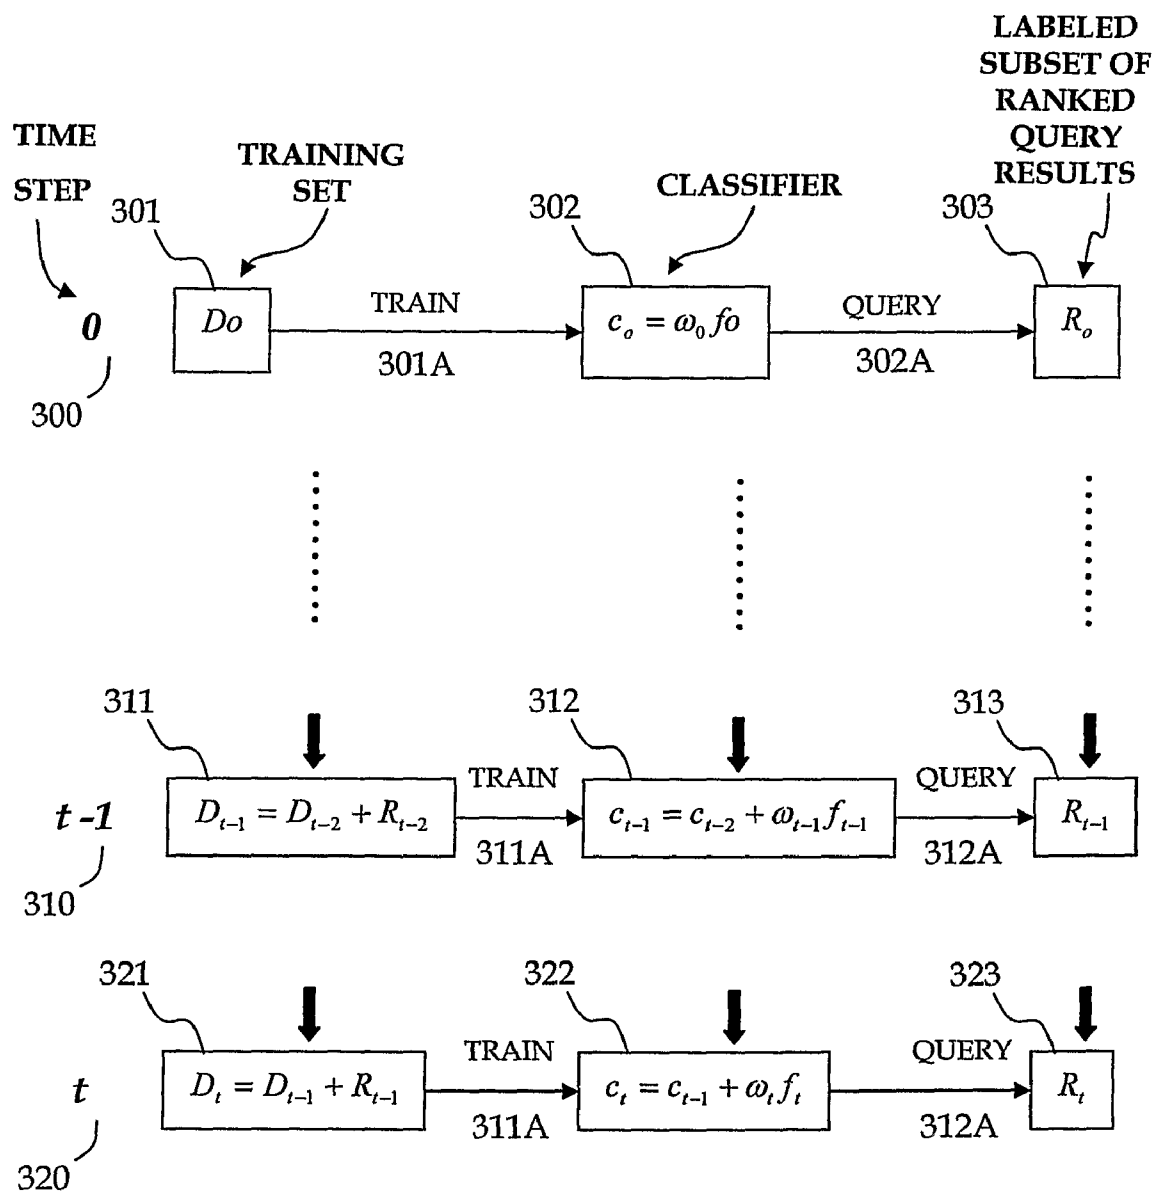 LABELED
SUBSET OF
RANKED
QUERY
RESULTS
TIME
STEP
TRAINING
SET
CLASSIFIER
301
302
303
0
Do
TRAIN
301A
c_o = ω_0 fo
QUERY
302A
R_o
300
311
312
313
t-1
D_{t-1} = D_{t-2} + R_{t-2}
TRAIN
311A
c_{t-1} = c_{t-2} + ω_{t-1} f_{t-1}
QUERY
312A
R_{t-1}
310
321
322
323
t
D_t = D_{t-1} + R_{t-1}
TRAIN
311A
c_t = c_{t-1} + ω_t f_t
QUERY
312A
R_t
320